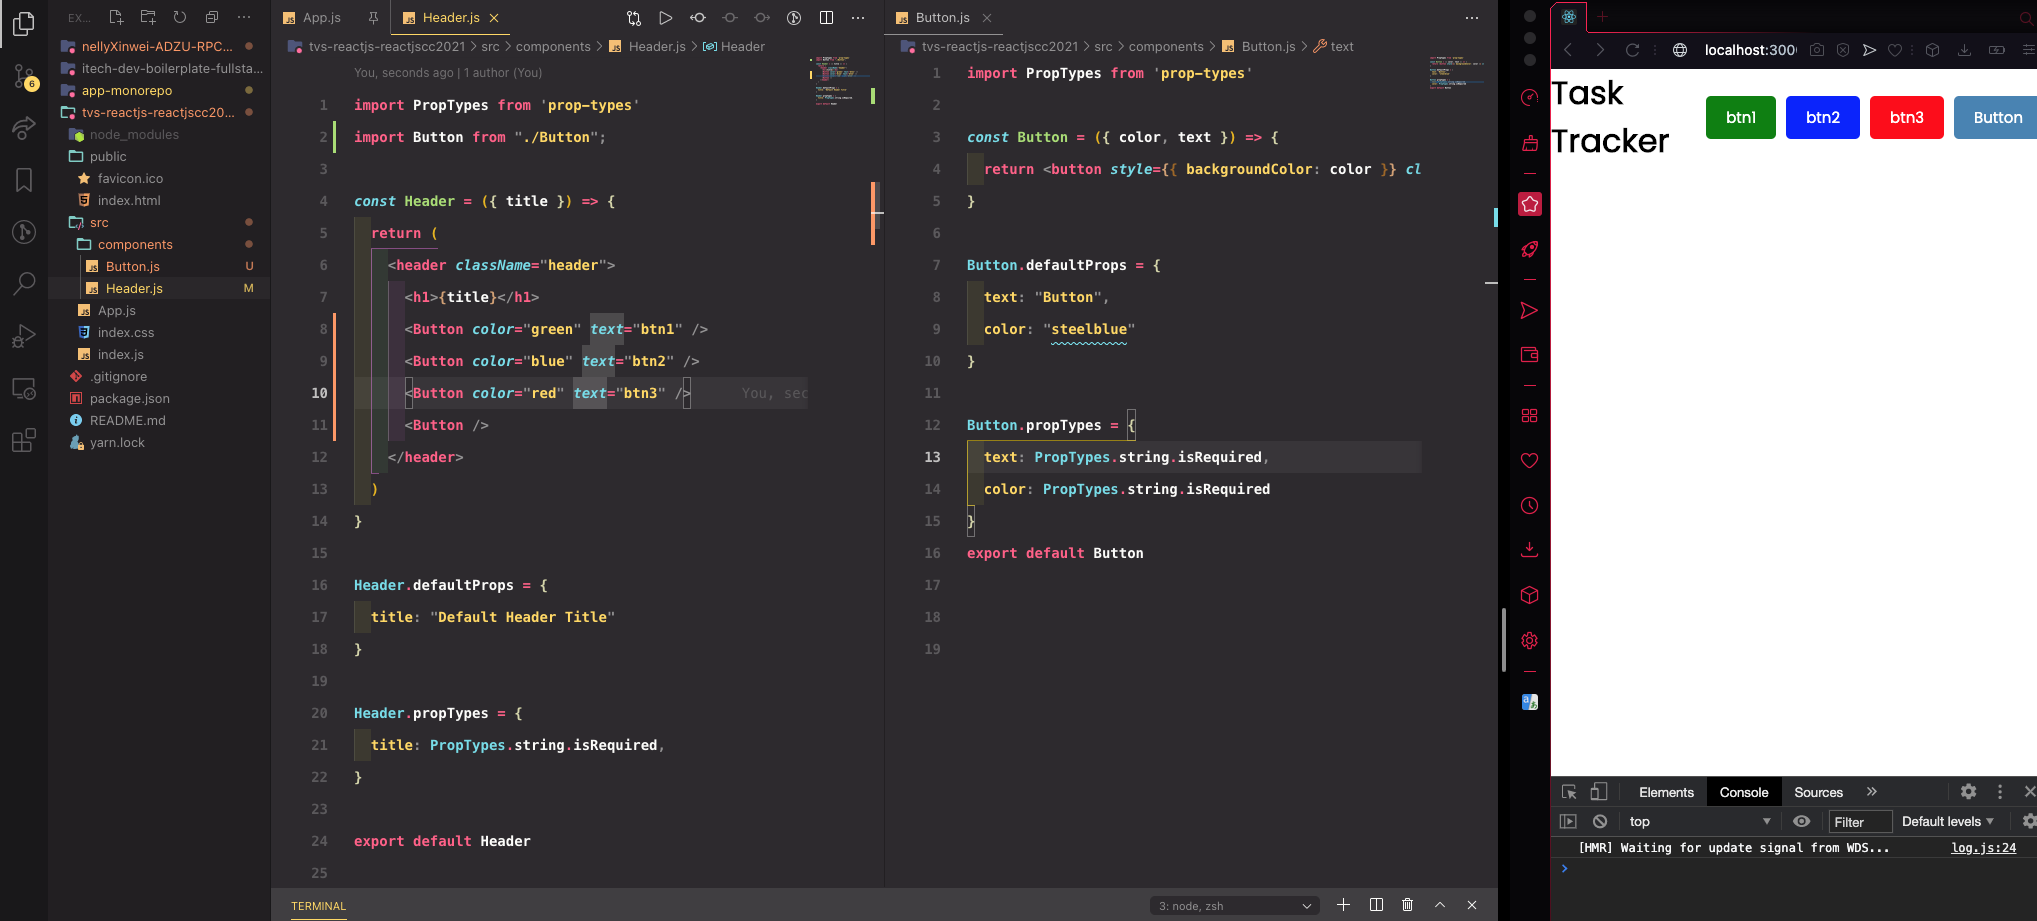 EX...
nellyXinwei-ADZU-RPC...
itech-dev-boilerplate-fullsta...
app-monorepo
tvs-reactjs-reactjscc20...
node_modules
public
favicon.ico
index.html
src
components
Button.js U
Header.js M
App.js
index.css
index.js
.gitignore
package.json
README.md
yarn.lock
6
App.js
Header.js
tvs-reactjs-reactjscc2021 > src > components > Header.js > Header
You, seconds ago | 1 author (You)
1 import PropTypes from 'prop-types'
2 import Button from "./Button";
3
4 const Header = ({ title }) => {
5 return (
6 <header className="header">
7 <h1>{title}</h1>
8 <Button color="green" text="btn1" />
9 <Button color="blue" text="btn2" />
10 <Button color="red" text="btn3" /> You, sec
11 <Button />
12 </header>
13 )
14 }
15
16 Header.defaultProps = {
17 title: "Default Header Title"
18 }
19
20 Header.propTypes = {
21 title: PropTypes.string.isRequired,
22 }
23
24 export default Header
25
Button.js
tvs-reactjs-reactjscc2021 > src > components > Button.js > text
1 import PropTypes from 'prop-types'
2
3 const Button = ({ color, text }) => {
4 return <button style={{ backgroundColor: color }} cl
5 }
6
7 Button.defaultProps = {
8 text: "Button",
9 color: "steelblue"
10 }
11
12 Button.propTypes = {
13 text: PropTypes.string.isRequired,
14 color: PropTypes.string.isRequired
15 }
16 export default Button
17
18
19
TERMINAL
3: node, zsh
localhost:300
Task
Tracker
btn1 btn2 btn3 Button
Elements Console Sources »
top Filter Default levels
[HMR] Waiting for update signal from WDS... log.js:24